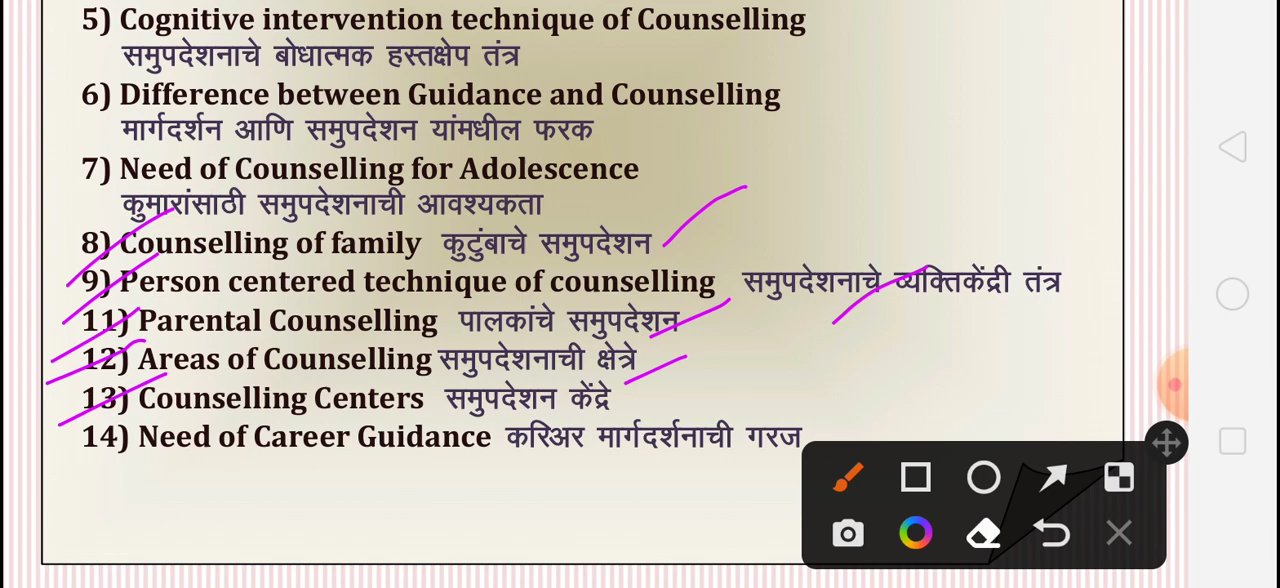 5) Cognitive intervention technique of Counselling
समुपदेशनाचे बोधात्मक हस्तक्षेप तंत्र
6) Difference between Guidance and Counselling
मार्गदर्शन आणि समुपदेशन यांमधील फरक
7) Need of Counselling for Adolescence
कुमारांसाठी समुपदेशनाची आवश्यकता
8) Counselling of family कुटुंबाचे समुपदेशन
9) Person centered technique of counselling समुपदेशनाचे व्यक्तिकेंद्री तंत्र
11) Parental Counselling पालकांचे समुपदेशन
12) Areas of Counselling समुपदेशनाची क्षेत्रे
13) Counselling Centers समुपदेशन केंद्रे
14) Need of Career Guidance करिअर मार्गदर्शनाची गरज